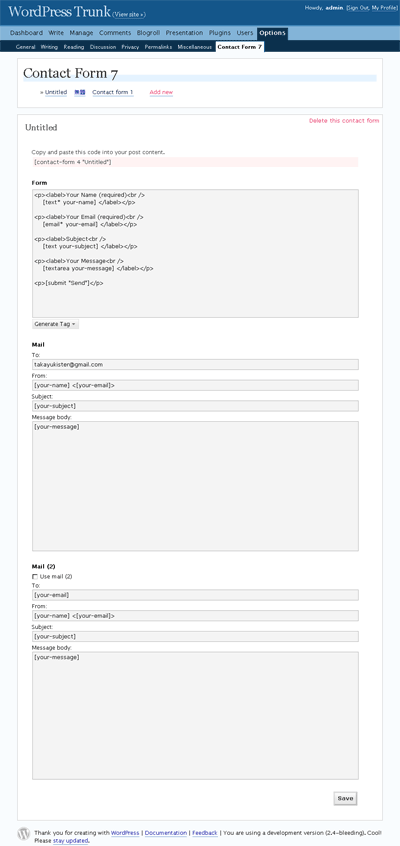 WordPress Trunk (View site »)
Howdy, admin [Sign Out, My Profile]
Dashboard Write Manage Comments Blogroll Presentation Plugins Users Options
General Writing Reading Discussion Privacy Permalinks Miscellaneous Contact Form 7
Contact Form 7
» Untitled 無題 Contact form 1 Add new
Delete this contact form
Untitled
Copy and paste this code into your post content.
[contact-form 4 "Untitled"]
Form
<p><label>Your Name (required)<br />
[text* your-name] </label></p>
<p><label>Your Email (required)<br />
[email* your-email] </label></p>
<p><label>Subject<br />
[text your-subject] </label></p>
<p><label>Your Message<br />
[textarea your-message] </label></p>
<p>[submit "Send"]</p>
Generate Tag
Mail
To:
takayukister@gmail.com
From:
[your-name] <[your-email]>
Subject:
[your-subject]
Message body:
[your-message]
Mail (2)
Use mail (2)
To:
[your-email]
From:
[your-name] <[your-email]>
Subject:
[your-subject]
Message body:
[your-message]
Save
Thank you for creating with WordPress | Documentation | Feedback | You are using a development version (2.4-bleeding). Cool!
Please stay updated.